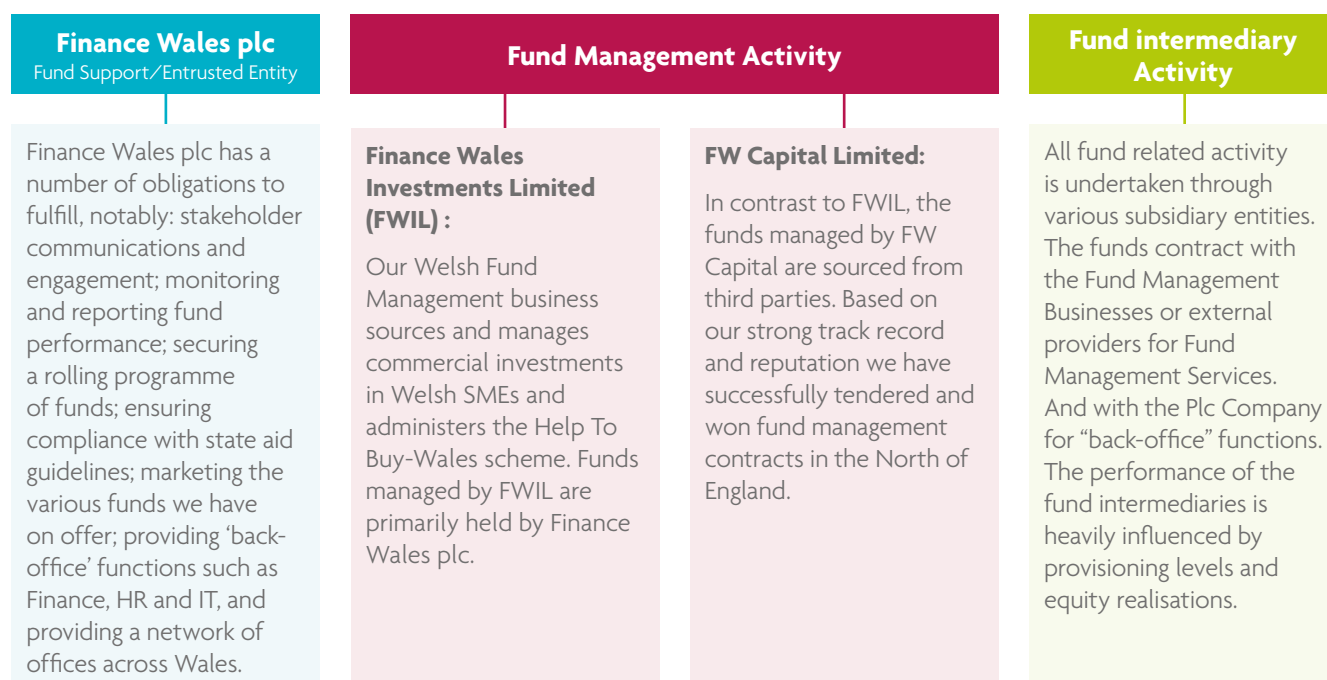 Finance Wales plc
Fund Support/Entrusted Entity
Finance Wales plc has a
number of obligations to
fulfill, notably: stakeholder
communications and
engagement; monitoring
and reporting fund
performance; securing
a rolling programme
of funds; ensuring
compliance with state aid
guidelines; marketing the
various funds we have
on offer; providing ‘back-
office’ functions such as
Finance, HR and IT, and
providing a network of
offices across Wales.
Fund Management Activity
Finance Wales
Investments Limited
(FWIL) :
Our Welsh Fund
Management business
sources and manages
commercial investments
in Welsh SMEs and
administers the Help To
Buy-Wales scheme. Funds
managed by FWIL are
primarily held by Finance
Wales plc.
FW Capital Limited:
In contrast to FWIL, the
funds managed by FW
Capital are sourced from
third parties. Based on
our strong track record
and reputation we have
successfully tendered and
won fund management
contracts in the North of
England.
Fund intermediary
Activity
All fund related activity
is undertaken through
various subsidiary entities.
The funds contract with
the Fund Management
Businesses or external
providers for Fund
Management Services.
And with the Plc Company
for “back-office” functions.
The performance of the
fund intermediaries is
heavily influenced by
provisioning levels and
equity realisations.